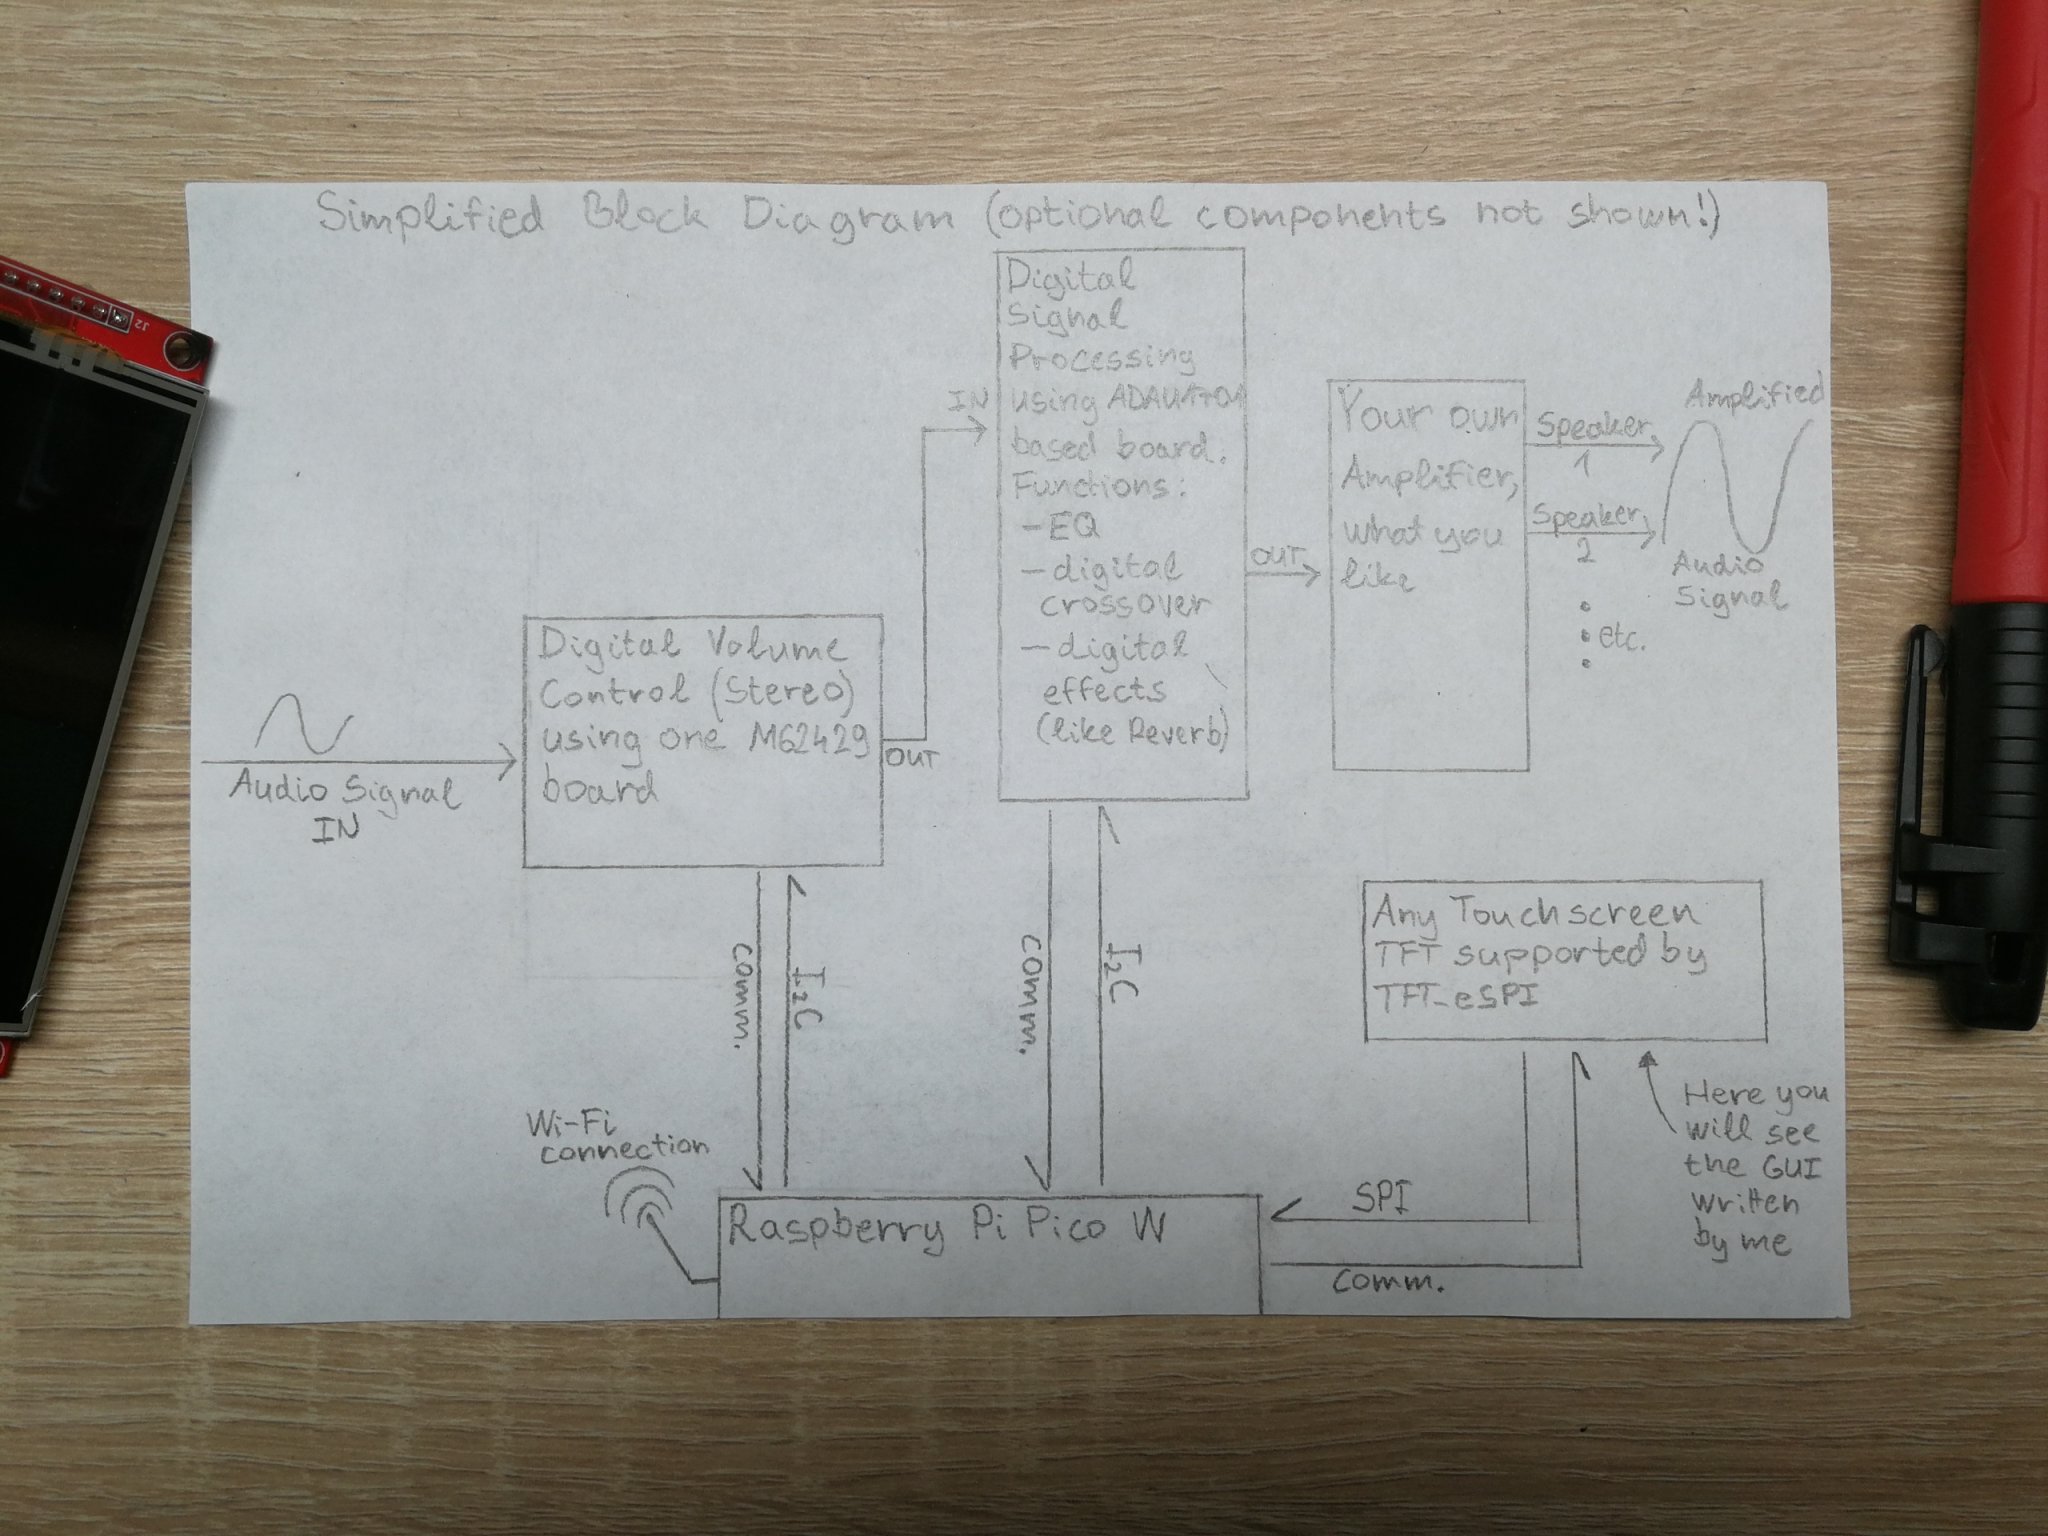 Simplified Block Diagram (optional components not shown!)
Digital
Signal
Processing
using ADAU1701
based board.
Functions:
-EQ
-digital
crossover
-digital
effects
(like Reverb)
IN
OUT
Your own
Amplifier,
what you
like
Speaker
1
Speaker
2
etc.
Amplified
Audio
Signal
Digital Volume
Control (Stereo)
using one M62429
board
OUT
Audio Signal
IN
comm.
I2C
comm.
I2C
Any Touchscreen
TFT supported by
TFT_eSPI
Here you
will see
the GUI
written
by me
Wi-Fi
connection
Raspberry Pi Pico W
SPI
comm.
J2